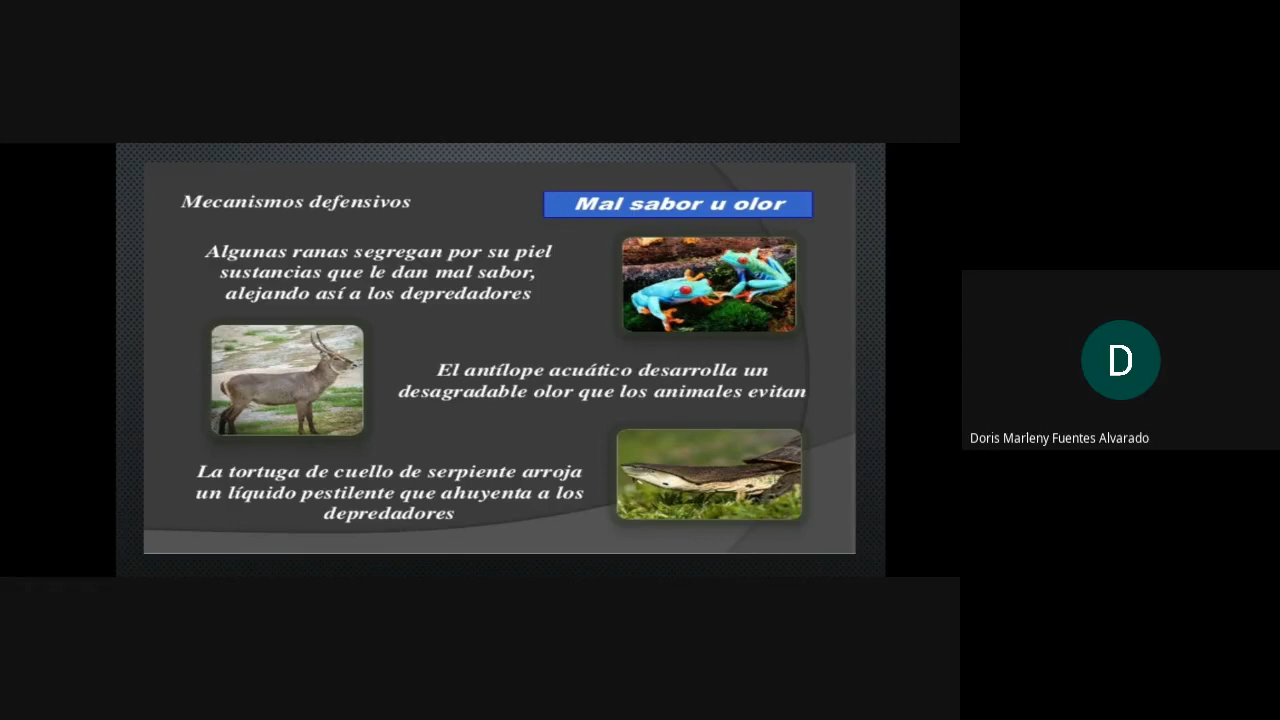 Mecanismos defensivos
Mal sabor u olor
Algunas ranas segregan por su piel
sustancias que le dan mal sabor,
alejando así a los depredadores
El antílope acuático desarrolla un
desagradable olor que los animales evitan
La tortuga de cuello de serpiente arroja
un líquido pestilente que ahuyenta a los
depredadores
D
Doris Marleny Fuentes Alvarado